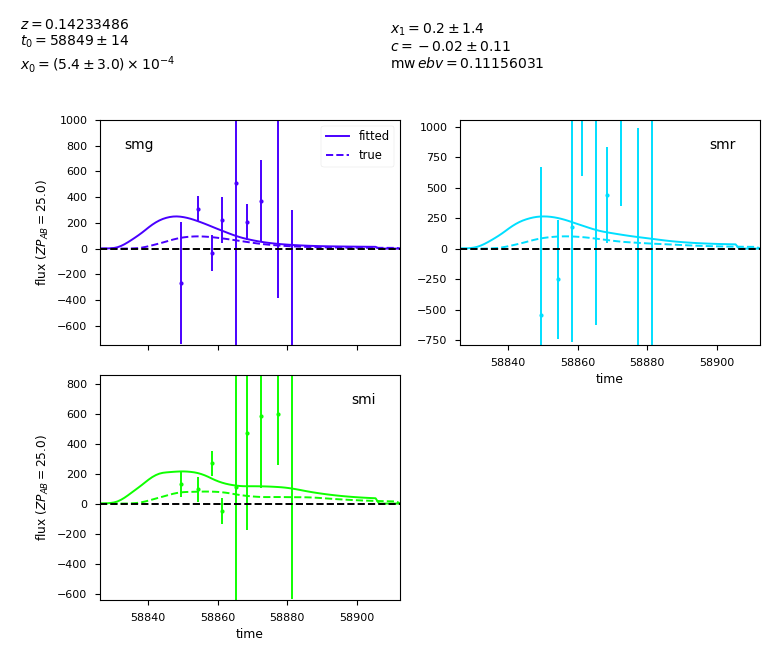 z = 0.14233486
t₀ = 58849 ± 14
x₀ = (5.4 ± 3.0) × 10⁻⁴
x₁ = 0.2 ± 1.4
c = −0.02 ± 0.11
mw ebv = 0.11156031
smg
fitted
true
1000
800
600
400
200
0
−200
−400
−600
flux (ZP_AB = 25.0)
smr
1000
750
500
250
0
−250
−500
−750
58840 58860 58880 58900
time
smi
800
600
400
200
0
−200
−400
−600
flux (ZP_AB = 25.0)
58840 58860 58880 58900
time